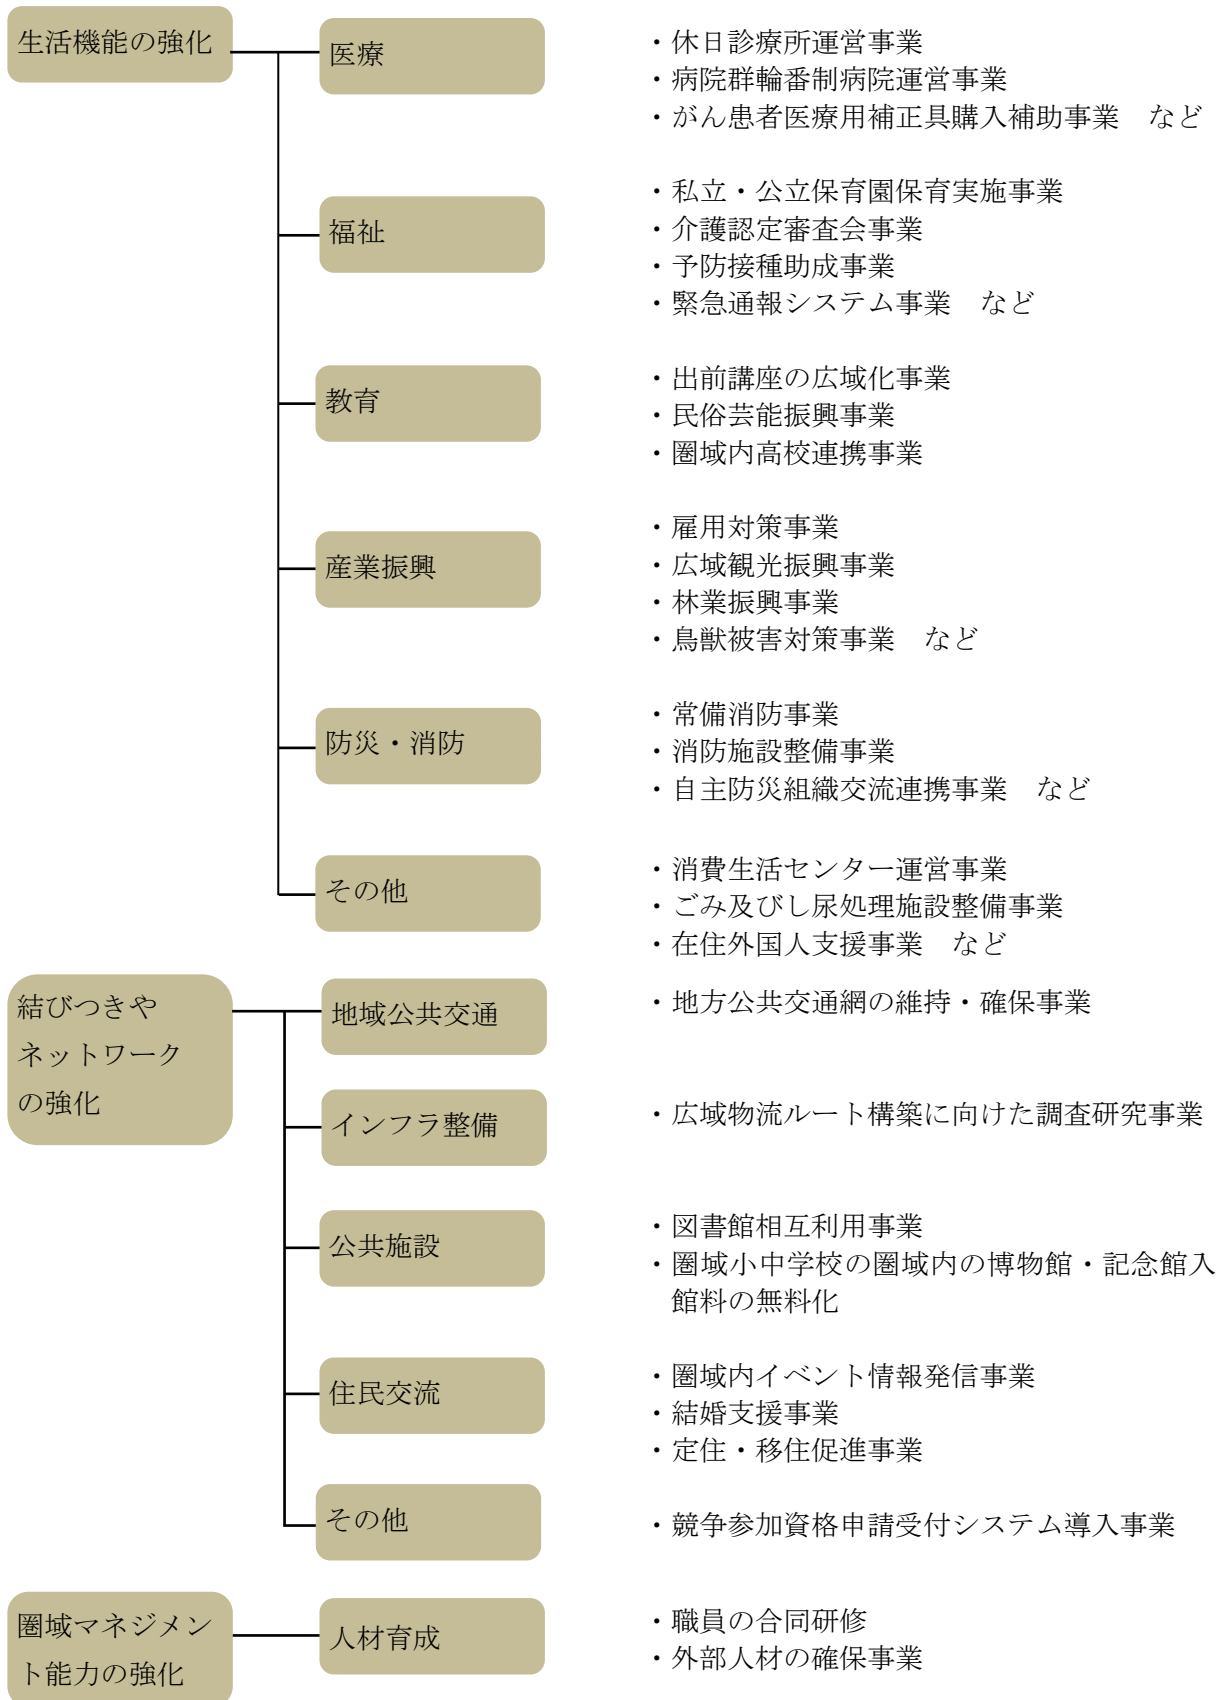 生活機能の強化
医療
・休日診療所運営事業
・病院群輪番制病院運営事業
・がん患者医療用補正具購入補助事業　など
福祉
・私立・公立保育園保育実施事業
・介護認定審査会事業
・予防接種助成事業
・緊急通報システム事業　など
教育
・出前講座の広域化事業
・民俗芸能振興事業
・圏域内高校連携事業
産業振興
・雇用対策事業
・広域観光振興事業
・林業振興事業
・鳥獣被害対策事業　など
防災・消防
・常備消防事業
・消防施設整備事業
・自主防災組織交流連携事業　など
その他
・消費生活センター運営事業
・ごみ及びし尿処理施設整備事業
・在住外国人支援事業　など
結びつきや
ネットワーク
の強化
地域公共交通
・地方公共交通網の維持・確保事業
インフラ整備
・広域物流ルート構築に向けた調査研究事業
公共施設
・図書館相互利用事業
・圏域小中学校の圏域内の博物館・記念館入
館料の無料化
住民交流
・圏域内イベント情報発信事業
・結婚支援事業
・定住・移住促進事業
その他
・競争参加資格申請受付システム導入事業
圏域マネジメン
ト能力の強化
人材育成
・職員の合同研修
・外部人材の確保事業